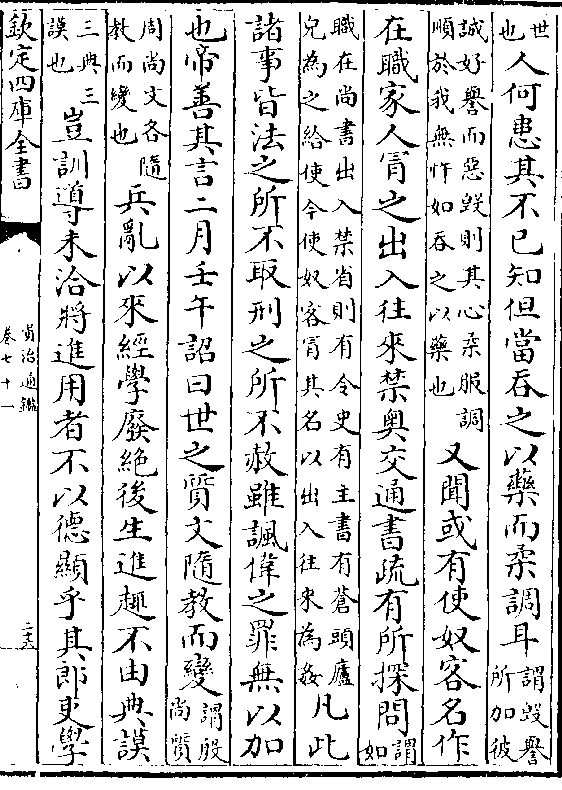 世也人何患其不已知但當吞之以藥而柔調耳謂毀譽所加彼
誠好譽而惡毀則其心柔服調順於我無忤如吞之以藥也又聞或有使奴客名作
在職家人冐之出入往來禁奥交通書疏有所探問謂如
職在尚書出入禁省則有令史有主書有蒼頭廬兒為之給使今使奴客冐其名以出入往來為姦凡此
諸事皆法之所不取刑之所不赦雖諷偉之罪無以加
也帝善其言二月壬午詔曰世之質文隨教而變謂殷尚質
周尚文各隨教而變也兵亂以來經學廢絶後生進趣不由典謨
三典三謨也豈訓導未洽將進用者不以德顯乎其郎吏學
欽定四庫全書
資治通鑑
卷七十一